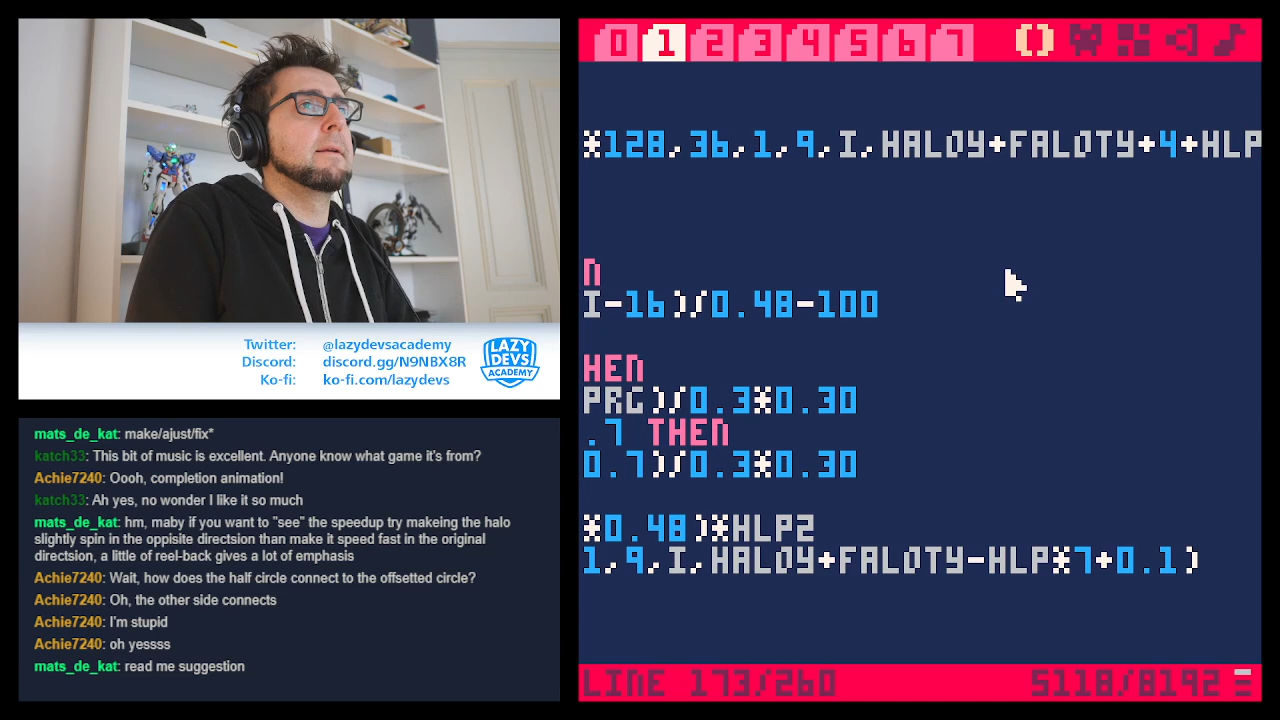 0 1 2 3 4 5 6 7 ()
*128,36,1,9,I,HALOY+FALOTY+4+HLP
N
I-16)/0.48-100
HEN
PRG)/0.3*0.30
.7 THEN
0.7)/0.3*0.30
*0.48)*HLP2
1,9,I,HALOY+FALOTY-HLP*7+0.1)
LINE 173/260 5118/8192
Twitter: @lazydevsacademy
Discord: discord.gg/N9NBX8R
Ko-fi: ko-fi.com/lazydevs
LAZY
DEVS
ACADEMY
mats_de_kat: make/ajust/fix*
katch33: This bit of music is excellent. Anyone know what game it's from?
Achie7240: Oooh, completion animation!
katch33: Ah yes, no wonder I like it so much
mats_de_kat: hm, maby if you want to "see" the speedup try makeing the halo
slightly spin in the oppisite directsion than make it speed fast in the original
directsion, a little of reel-back gives a lot of emphasis
Achie7240: Wait, how does the half circle connect to the offsetted circle?
Achie7240: Oh, the other side connects
Achie7240: I'm stupid
Achie7240: oh yessss
mats_de_kat: read me suggestion